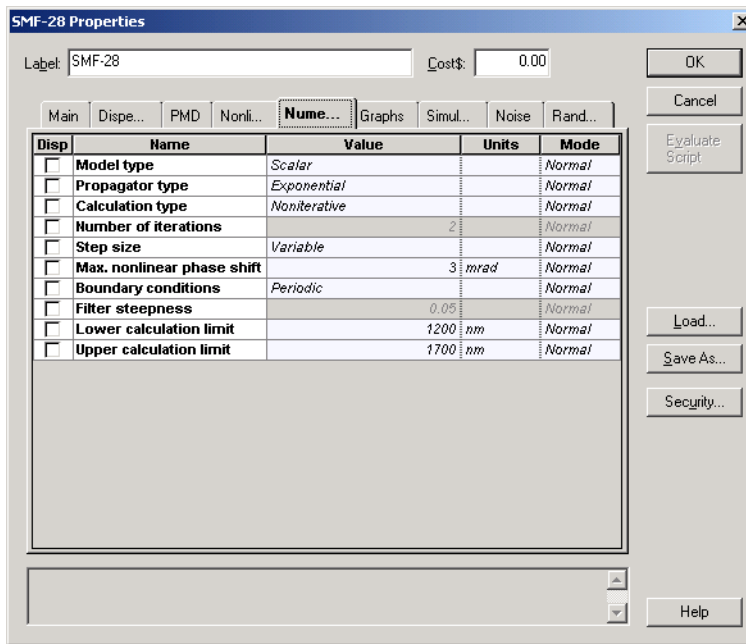 SMF-28 Properties
Label: SMF-28 Cost$: 0.00
OK
Cancel
Evaluate Script
Main Dispe... PMD Nonli... Nume... Graphs Simul... Noise Rand...
Disp Name Value Units Mode
Model type Scalar Normal
Propagator type Exponential Normal
Calculation type Noniterative Normal
Number of iterations 2 Normal
Step size Variable Normal
Max. nonlinear phase shift 3 mrad Normal
Boundary conditions Periodic Normal
Filter steepness 0.05 Normal
Lower calculation limit 1200 nm Normal
Upper calculation limit 1700 nm Normal
Load...
Save As...
Security...
Help